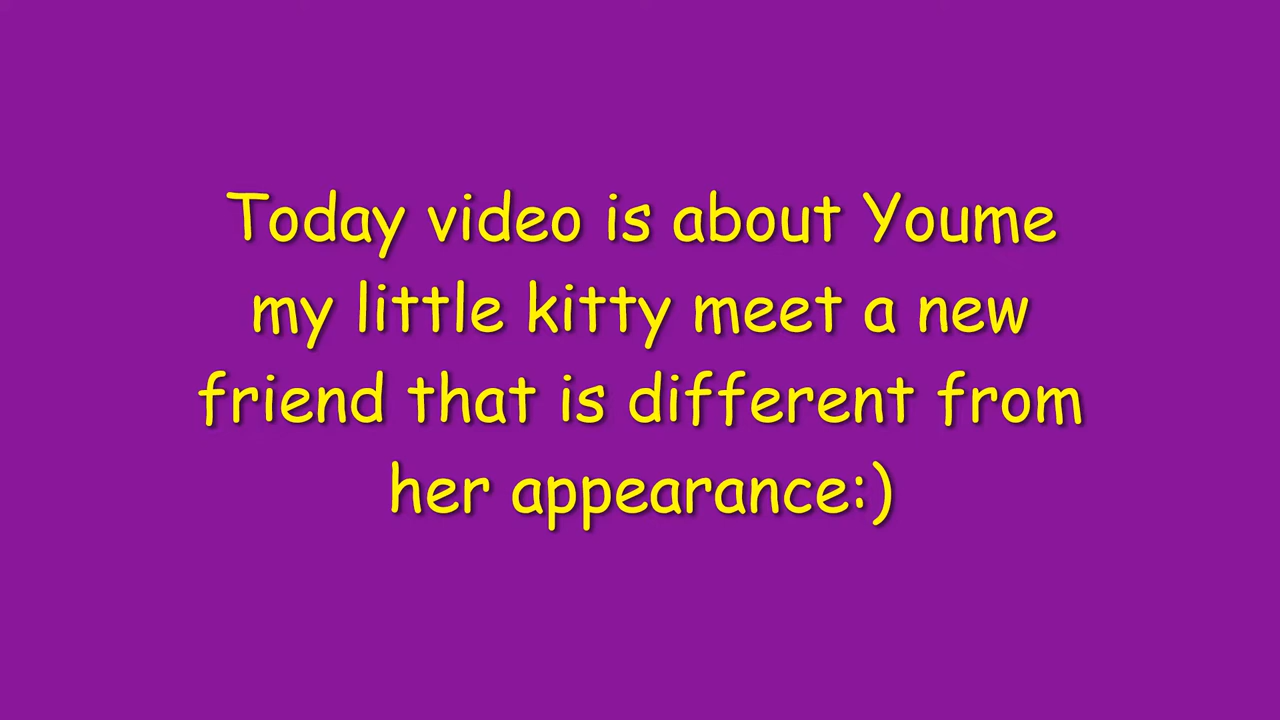 Today video is about Youme
my little kitty meet a new
friend that is different from
her appearance:)